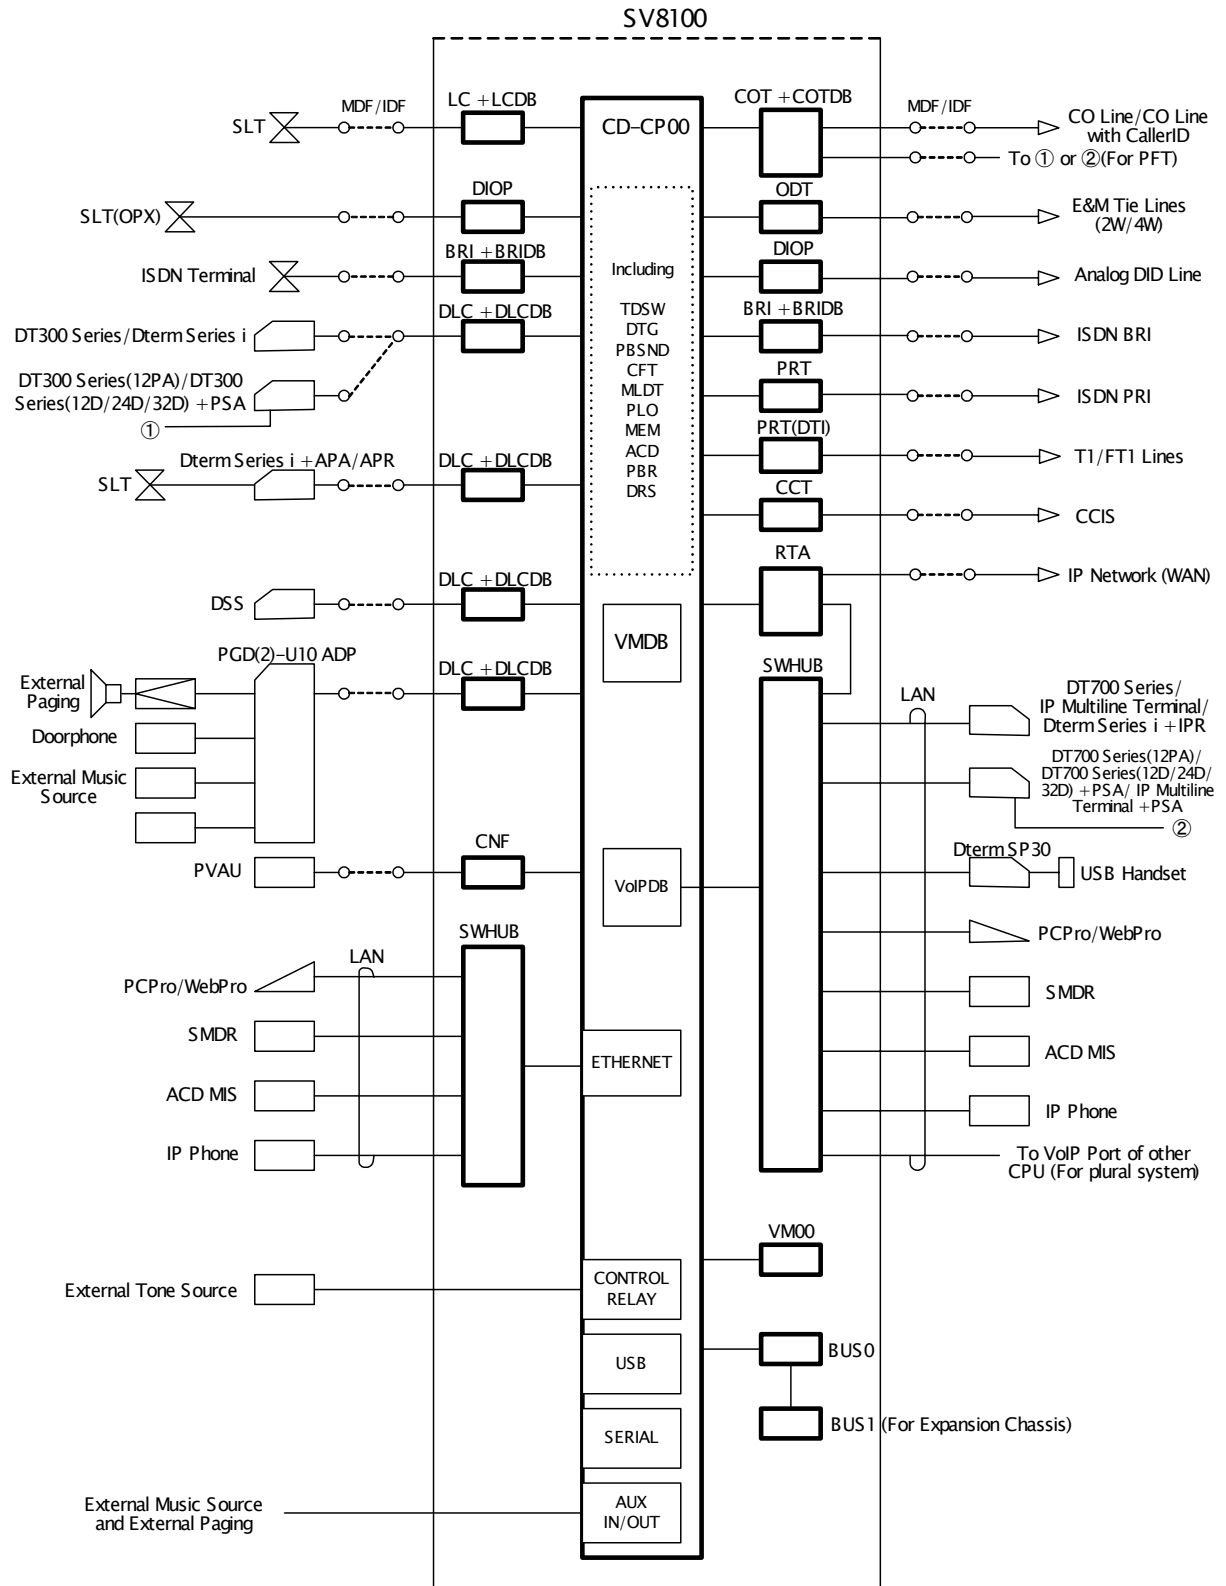 SV8100
SLT
MDF/IDF
LC +LCDB
CD-CP00
COT +COTDB
MDF/IDF
CO Line/CO Line
with CallerID
To ① or ②(For PFT)
SLT(OPX)
DIOP
ODT
E&M Tie Lines
(2W/4W)
ISDN Terminal
BRI +BRIDB
DIOP
Analog DID Line
Including
TDSW
DTG
PBSND
CFT
MLDT
PLO
MEM
ACD
PBR
DRS
DT300 Series/Dterm Series i
DLC +DLCDB
BRI +BRIDB
ISDN BRI
DT300 Series(12PA)/DT300
Series(12D/24D/32D) +PSA
①
PRT
ISDN PRI
PRT(DTI)
T1/FT1 Lines
SLT
Dterm Series i +APA/APR
DLC +DLCDB
CCT
CCIS
RTA
IP Network (WAN)
DSS
DLC +DLCDB
VMDB
SWHUB
PGD(2)-U10 ADP
DLC +DLCDB
External
Paging
Doorphone
External Music
Source
LAN
DT700 Series/
IP Multiline Terminal/
Dterm Series i +IPR
DT700 Series(12PA)/
DT700 Series(12D/24D/
32D) +PSA/ IP Multiline
Terminal +PSA
②
PVAU
CNF
VoIPDB
Dterm SP30
USB Handset
SWHUB
LAN
PCPro/WebPro
SMDR
ACD MIS
IP Phone
ETHERNET
PCPro/WebPro
SMDR
ACD MIS
IP Phone
To VoIP Port of other
CPU (For plural system)
VM00
External Tone Source
CONTROL
RELAY
USB
BUS0
SERIAL
BUS1 (For Expansion Chassis)
External Music Source
and External Paging
AUX
IN/OUT